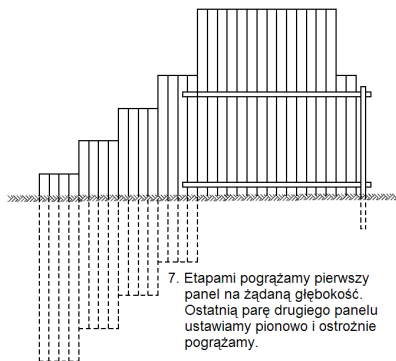 7. Etapami pogrążamy pierwszy
panel na żądaną głębokość.
Ostatnią parę drugiego panelu
ustawiamy pionowo i ostrożnie
pogrążamy.